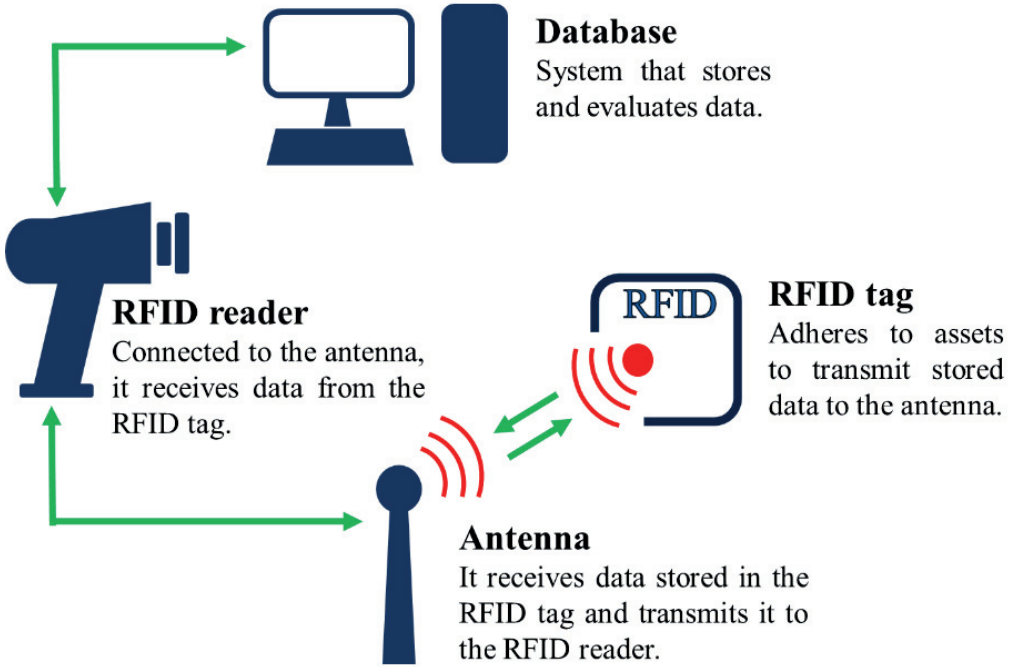 Database
System that stores
and evaluates data.
RFID reader
Connected to the antenna,
it receives data from the
RFID tag.
RFID
RFID tag
Adheres to assets
to transmit stored
data to the antenna.
Antenna
It receives data stored in the
RFID tag and transmits it to
the RFID reader.